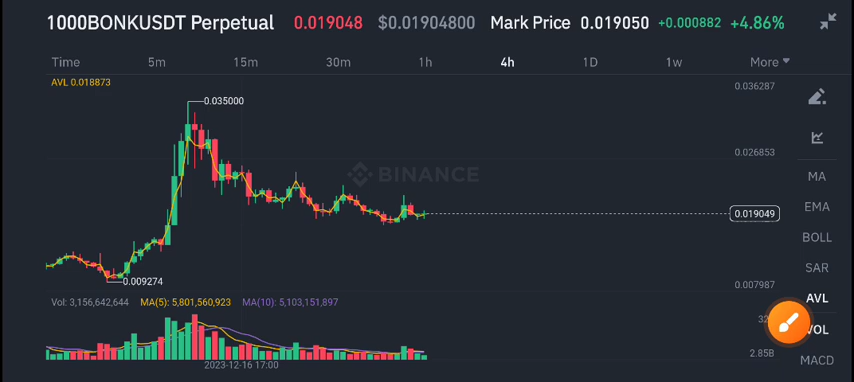 1000BONKUSDT Perpetual 0.019048 $0.01904800 Mark Price 0.019050 +0.000882 +4.86%
Time 5m 15m 30m 1h 4h 1D 1w More
AVL 0.018873
0.036287
0.035000
MA
0.026853
BINANCE
EMA
0.019049
BOLL
SAR
0.009274
0.007987
AVL
Vol: 3,156,642,644 MA(5): 5,801,560,923 MA(10): 5,103,151,897
VOL
2.85B
MACD
2023-12-16 17:00